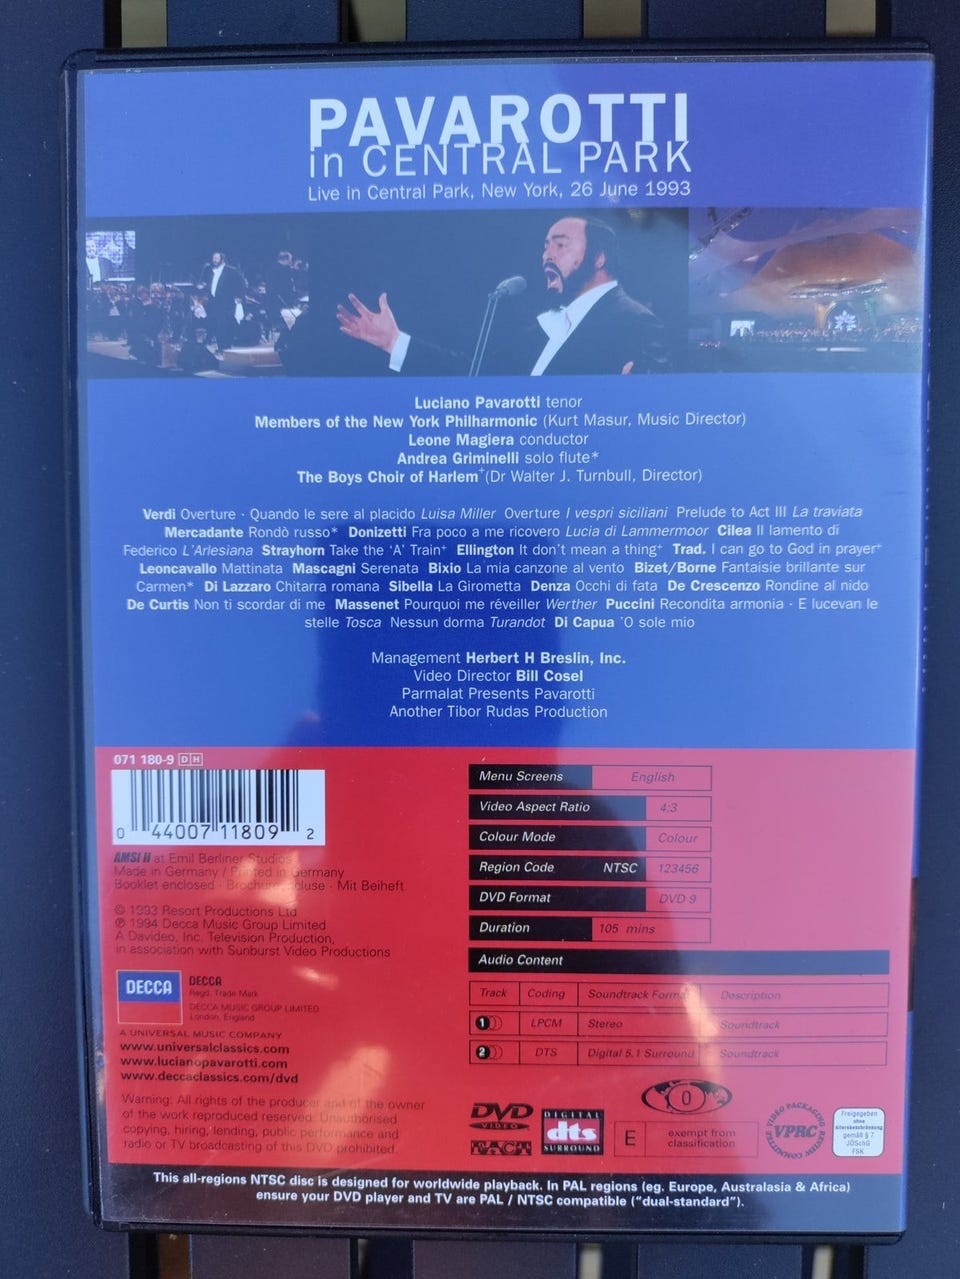 PAVAROTTI
in CENTRAL PARK
Live in Central Park, New York, 26 June 1993
Luciano Pavarotti tenor
Members of the New York Philharmonic (Kurt Masur, Music Director)
Leone Magiera conductor
Andrea Griminelli solo flute*
The Boys Choir of Harlem+ (Dr Walter J. Turnbull, Director)
Verdi Overture · Quando le sere al placido Luisa Miller Overture I vespri siciliani Prelude to Act III La traviata
Mercadante Rondò russo* Donizetti Fra poco a me ricovero Lucia di Lammermoor Cilea Il lamento di
Federico L'Arlesiana Strayhorn Take the 'A' Train+ Ellington It don't mean a thing+ Trad. I can go to God in prayer+
Leoncavallo Mattinata Mascagni Serenata Bixio La mia canzone al vento Bizet/Borne Fantaisie brillante sur
Carmen* Di Lazzaro Chitarra romana Sibella La Girometta Denza Occhi di fata De Crescenzo Rondine al nido
De Curtis Non ti scordar di me Massenet Pourquoi me réveiller Werther Puccini Recondita armonia · E lucevan le
stelle Tosca Nessun dorma Turandot Di Capua 'O sole mio
Management Herbert H Breslin, Inc.
Video Director Bill Cosel
Parmalat Presents Pavarotti
Another Tibor Rudas Production
071 180-9 DH
0 44007 11809 2
AMSI II at Emil Berliner Studios
Made in Germany / Printed in Germany
Booklet enclosed · Brochure incluse · Mit Beiheft
© 1993 Resort Productions Ltd
℗ 1994 Decca Music Group Limited
A Davideo, Inc. Television Production,
in association with Sunburst Video Productions
DECCA
DECCA
Regd. Trade Mark
DECCA MUSIC GROUP LIMITED
London, England
A UNIVERSAL MUSIC COMPANY
www.universalclassics.com
www.lucianopavarotti.com
www.deccaclassics.com/dvd
Warning: All rights of the producer and of the owner
of the work reproduced reserved. Unauthorised
copying, hiring, lending, public performance and
radio or TV broadcasting of this DVD prohibited.
Menu Screens English
Video Aspect Ratio 4:3
Colour Mode Colour
Region Code NTSC 123456
DVD Format DVD 9
Duration 105 mins
Audio Content
Track Coding Soundtrack Format Description
1 LPCM Stereo Soundtrack
2 DTS Digital 5.1 Surround Soundtrack
DVD
VIDEO
FACT
DIGITAL
dts
SURROUND
0
E exempt from
classification
VIDEO PACKAGING REVIEW COMMITTEE
VPRC
Freigegeben
ohne
Altersbeschränkung
gemäß § 7
JÖSchG
FSK
This all-regions NTSC disc is designed for worldwide playback. In PAL regions (eg. Europe, Australasia & Africa)
ensure your DVD player and TV are PAL / NTSC compatible ("dual-standard").